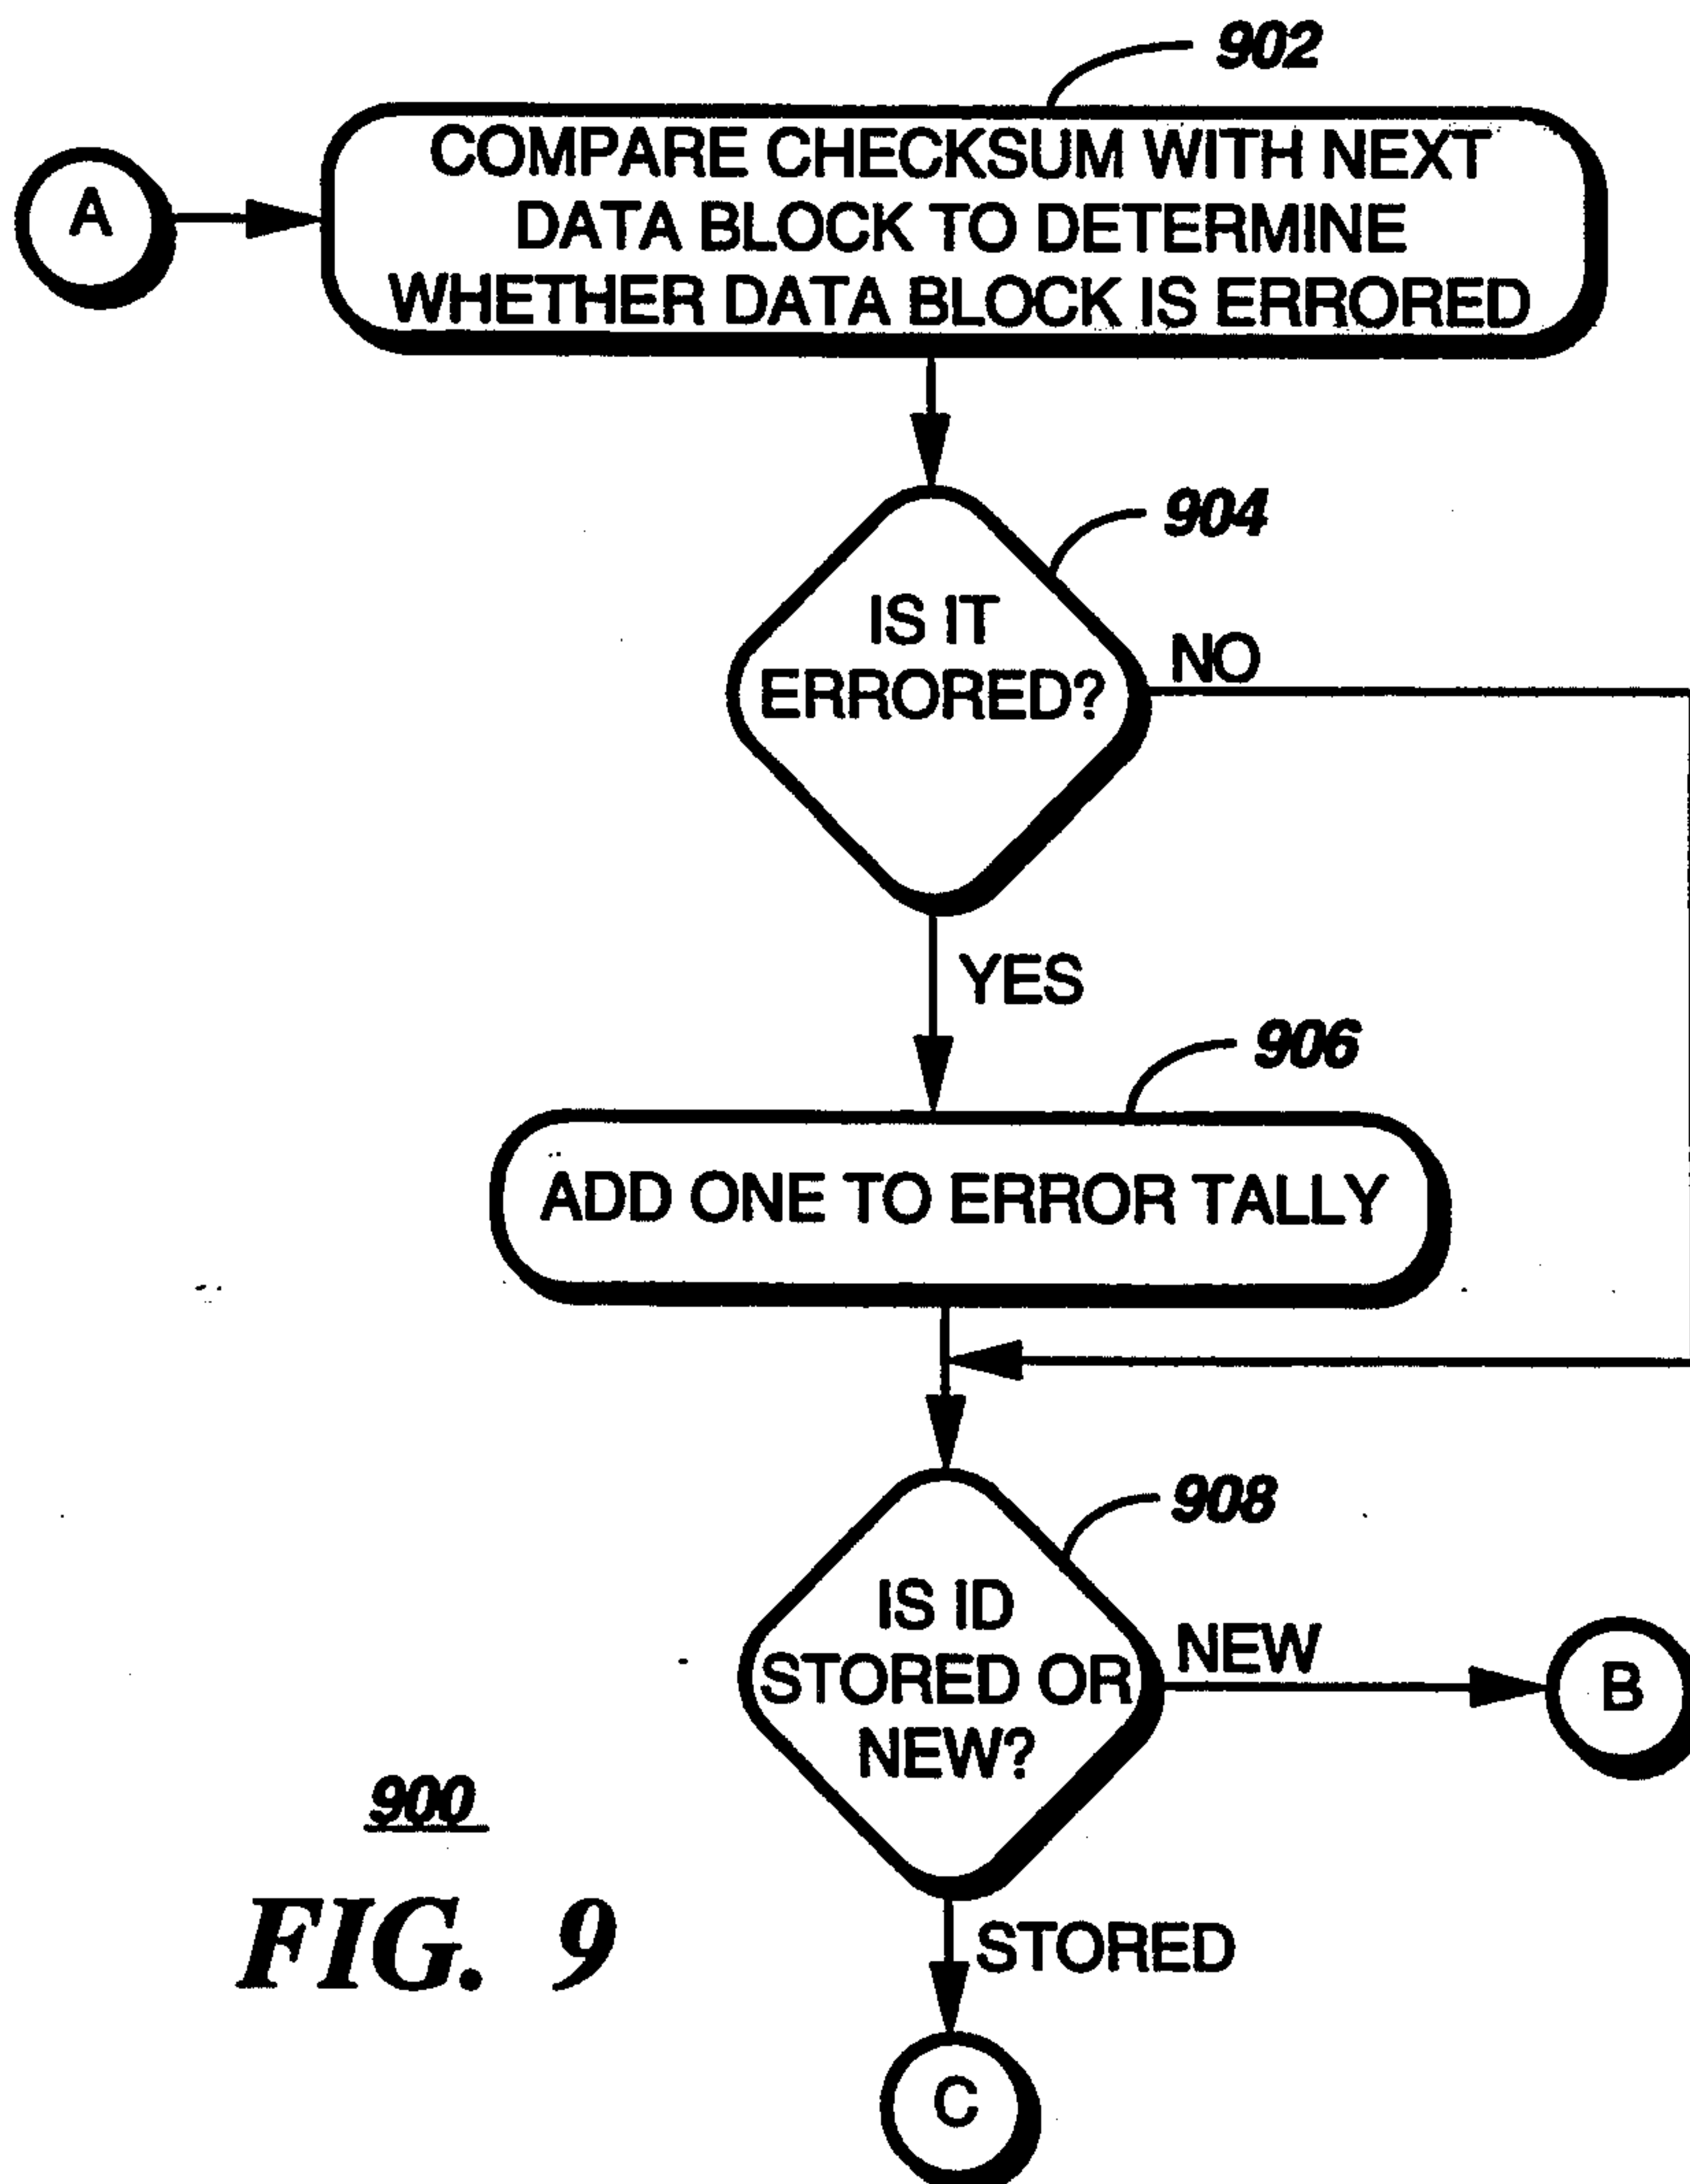 902
A
COMPARE CHECKSUM WITH NEXT
DATA BLOCK TO DETERMINE
WHETHER DATA BLOCK IS ERRORED
904
IS IT
ERRORED?
NO
YES
906
ADD ONE TO ERROR TALLY
908
IS ID
STORED OR
NEW?
NEW
B
900
FIG. 9
STORED
C